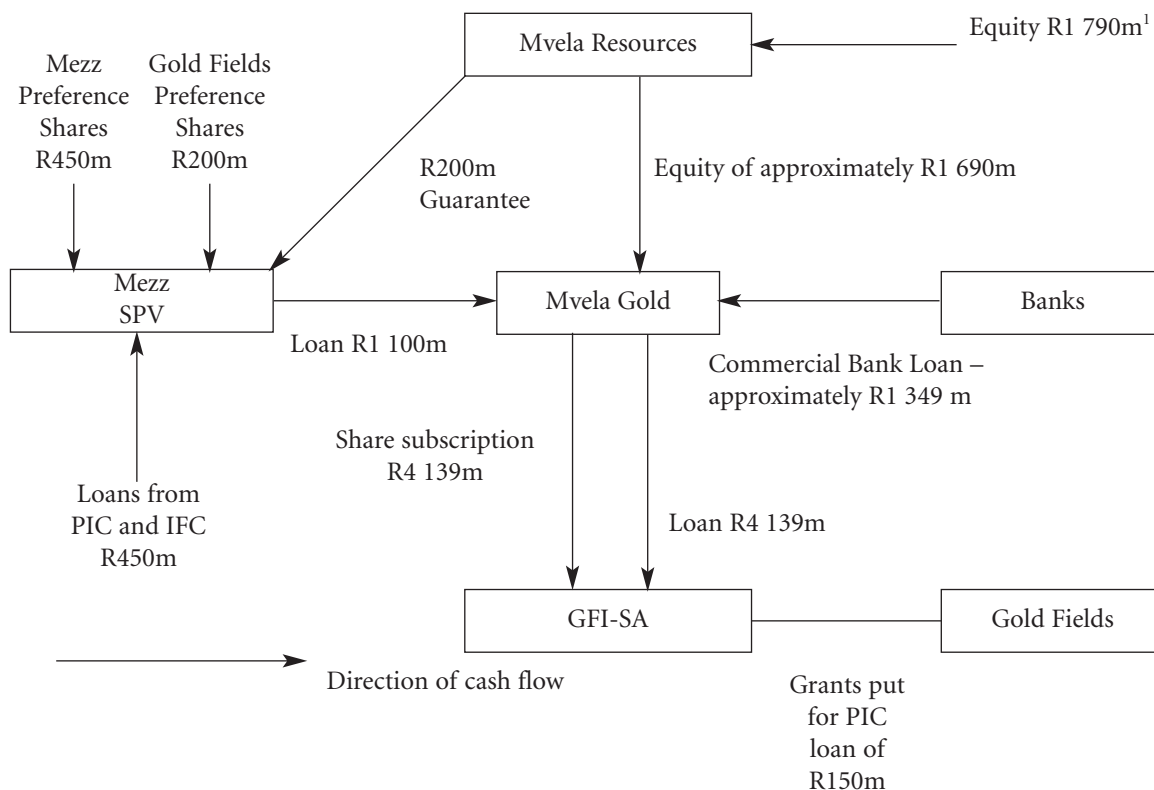 Mvela Resources
Equity R1 790m¹
Mezz
Preference
Shares
R450m
Gold Fields
Preference
Shares
R200m
R200m
Guarantee
Equity of approximately R1 690m
Mezz
SPV
Mvela Gold
Banks
Loan R1 100m
Commercial Bank Loan –
approximately R1 349 m
Share subscription
R4 139m
Loans from
PIC and IFC
R450m
Loan R4 139m
GFI-SA
Gold Fields
Direction of cash flow
Grants put
for PIC
loan of
R150m